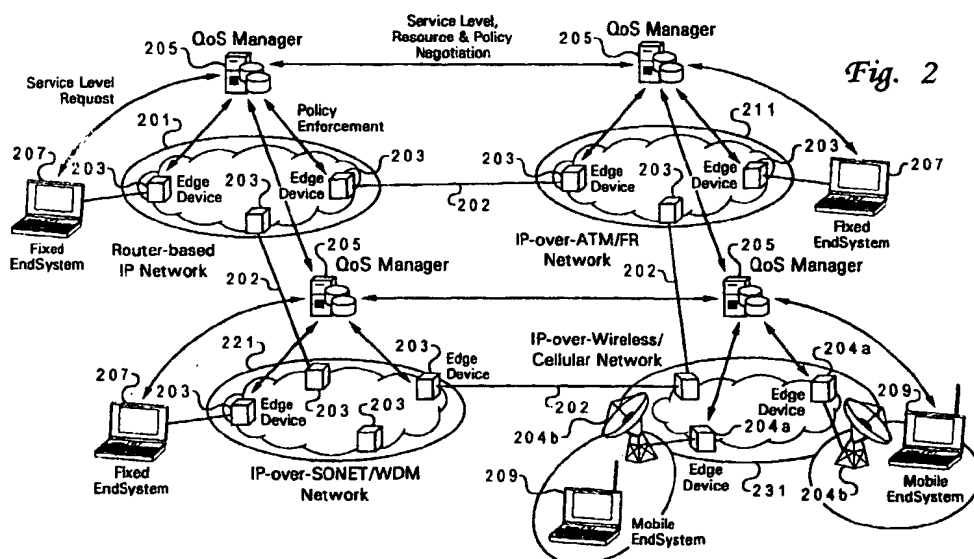 Fig. 2
Service Level,
Resource & Policy
Negotiation
QoS Manager
205
QoS Manager
205
Service Level
Request
Policy
Enforcement
201
211
207
203
Edge
Device
203
Edge
Device
203
202
203
Edge
Device
203
Edge
Device
203
207
Fixed
EndSystem
Router-based
IP Network
IP-over-ATM/FR
Network
Fixed
EndSystem
205
QoS Manager
205
QoS Manager
202
202
221
203
Edge
Device
IP-over-Wireless/
Cellular Network
204a
207
203
Edge
Device
203
203
202
Edge
Device
209
204b
204a
Fixed
EndSystem
IP-over-SONET/WDM
Network
Edge
Device
231
204b
Mobile
EndSystem
209
Mobile
EndSystem